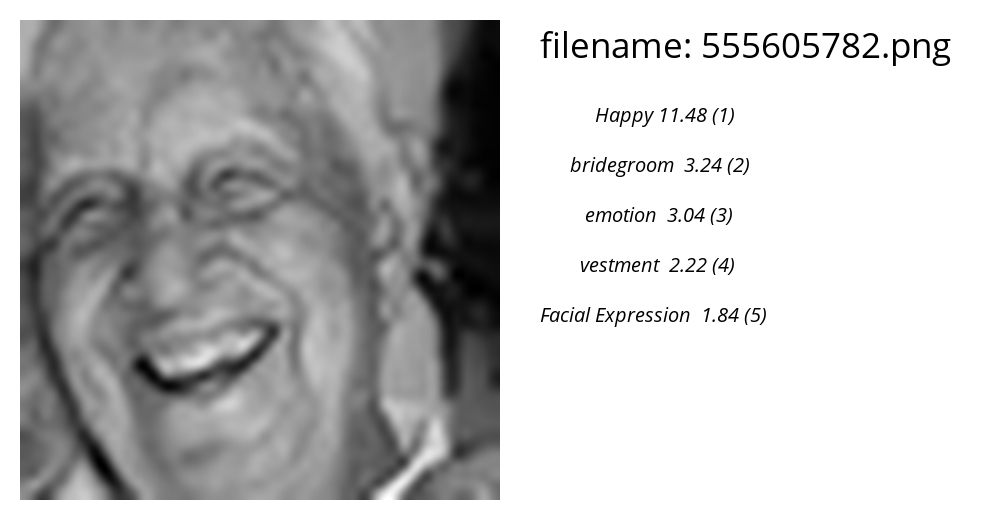 filename: 555605782.png
Happy 11.48 (1)
bridegroom 3.24 (2)
emotion 3.04 (3)
vestment 2.22 (4)
Facial Expression 1.84 (5)